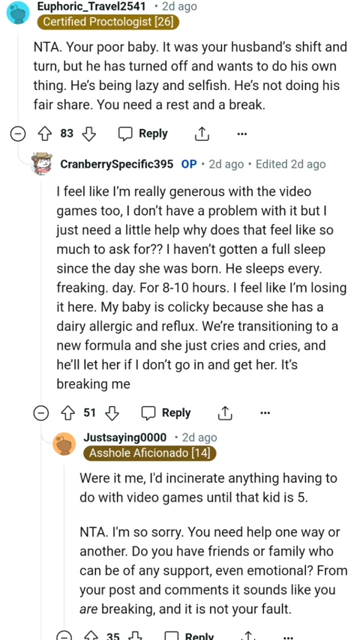 Euphoric_Travel2541 • 2d ago
Certified Proctologist [26]
NTA. Your poor baby. It was your husband's shift and
turn, but he has turned off and wants to do his own
thing. He's being lazy and selfish. He's not doing his
fair share. You need a rest and a break.
83 Reply
CranberrySpecific395 OP • 2d ago • Edited 2d ago
I feel like I'm really generous with the video
games too, I don't have a problem with it but I
just need a little help why does that feel like so
much to ask for?? I haven't gotten a full sleep
since the day she was born. He sleeps every.
freaking. day. For 8-10 hours. I feel like I'm losing
it here. My baby is colicky because she has a
dairy allergic and reflux. We're transitioning to a
new formula and she just cries and cries, and
he'll let her if I don't go in and get her. It's
breaking me
51 Reply
Justsaying0000 • 2d ago
Asshole Aficionado [14]
Were it me, I'd incinerate anything having to
do with video games until that kid is 5.
NTA. I'm so sorry. You need help one way or
another. Do you have friends or family who
can be of any support, even emotional? From
your post and comments it sounds like you
are breaking, and it is not your fault.
35 Reply